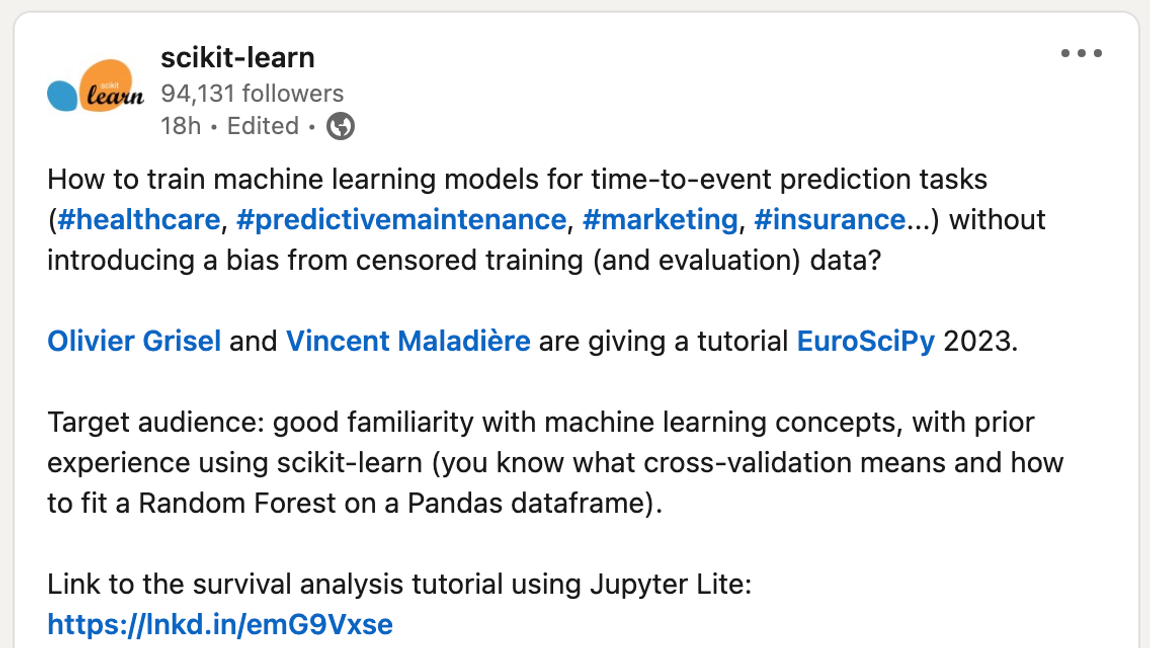 scikit
learn
scikit-learn
94,131 followers
18h • Edited •
How to train machine learning models for time-to-event prediction tasks
(#healthcare, #predictivemaintenance, #marketing, #insurance...) without
introducing a bias from censored training (and evaluation) data?
Olivier Grisel and Vincent Maladière are giving a tutorial EuroSciPy 2023.
Target audience: good familiarity with machine learning concepts, with prior
experience using scikit-learn (you know what cross-validation means and how
to fit a Random Forest on a Pandas dataframe).
Link to the survival analysis tutorial using Jupyter Lite:
https://lnkd.in/emG9Vxse